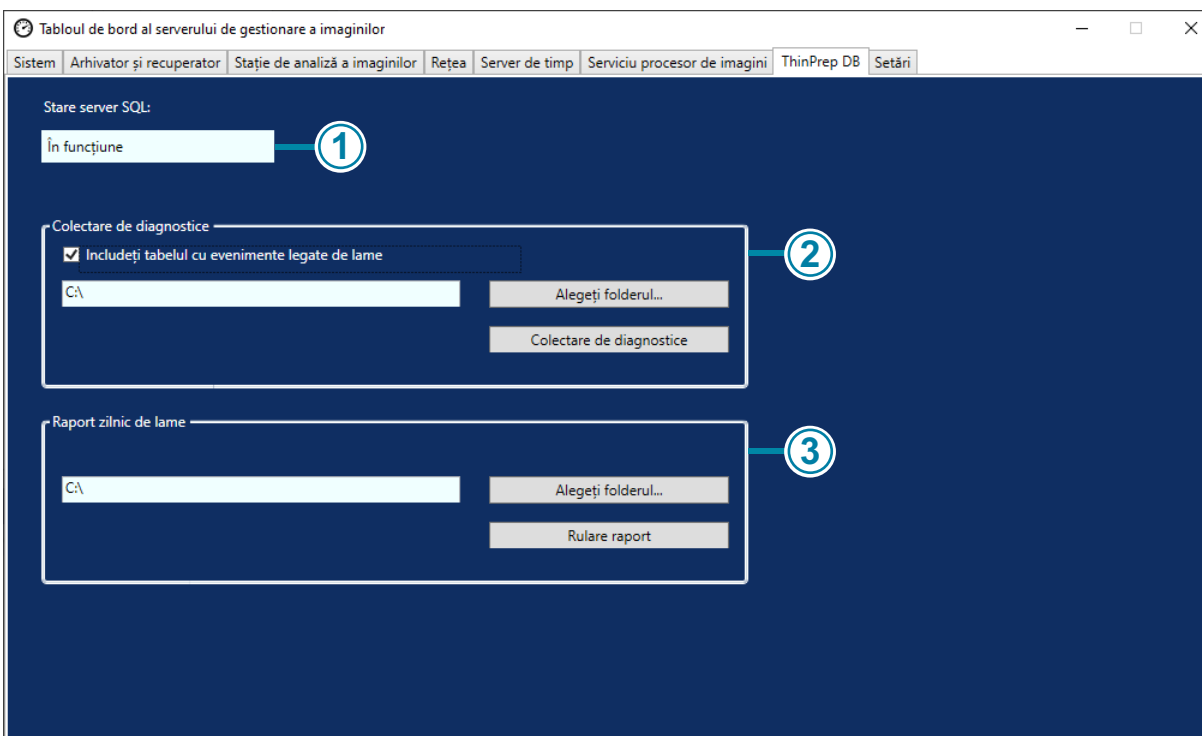 Tabloul de bord al serverului de gestionare a imaginilor
Sistem Arhivator și recuperator Stație de analiză a imaginilor Rețea Server de timp Serviciu procesor de imagini ThinPrep DB Setări
Stare server SQL:
În funcțiune
1
Colectare de diagnostice
2
Includeți tabelul cu evenimente legate de lame
C:\ Alegeți folderul...
Colectare de diagnostice
Raport zilnic de lame
3
C:\ Alegeți folderul...
Rulare raport